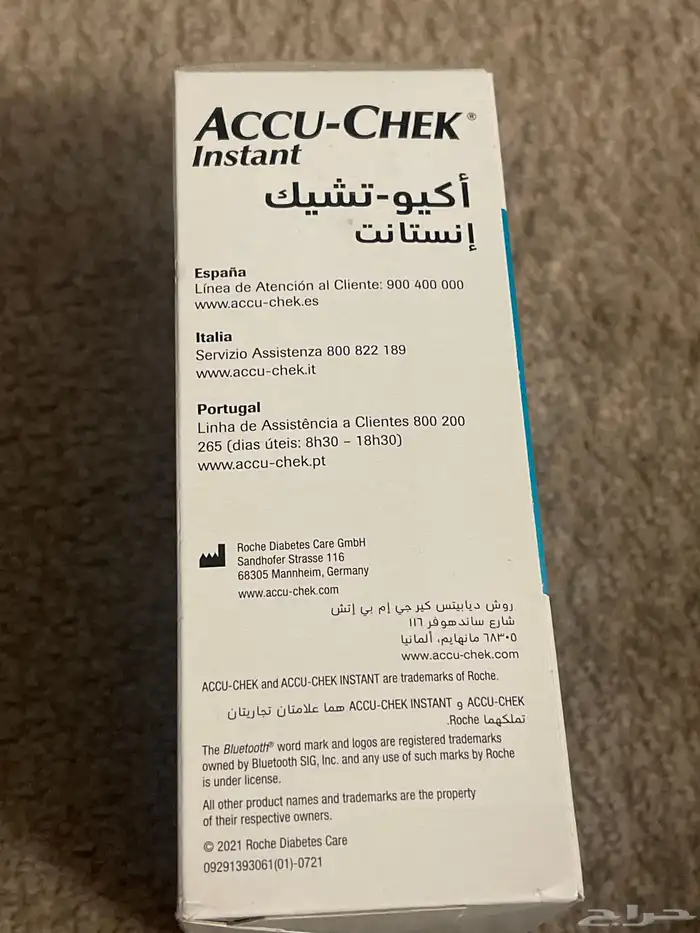 ACCU-CHEK®
Instant
أكيو-تشيك
إنستانت
España
Línea de Atención al Cliente: 900 400 000
www.accu-chek.es
Italia
Servizio Assistenza 800 822 189
www.accu-chek.it
Portugal
Linha de Assistência a Clientes 800 200
265 (dias úteis: 8h30 – 18h30)
www.accu-chek.pt
Roche Diabetes Care GmbH
Sandhofer Strasse 116
68305 Mannheim, Germany
www.accu-chek.com
روش ديابيتس كير جي إم بي إتش
شارع ساندهوفر ١١٦
٦٨٣٠٥ مانهايم، ألمانيا
www.accu-chek.com
ACCU-CHEK and ACCU-CHEK INSTANT are trademarks of Roche.
ACCU-CHEK و ACCU-CHEK INSTANT هما علامتان تجاريتان
تملكهما Roche.
The Bluetooth® word mark and logos are registered trademarks
owned by Bluetooth SIG, Inc. and any use of such marks by Roche
is under license.
All other product names and trademarks are the property
of their respective owners.
© 2021 Roche Diabetes Care
09291393061(01)-0721
حراج